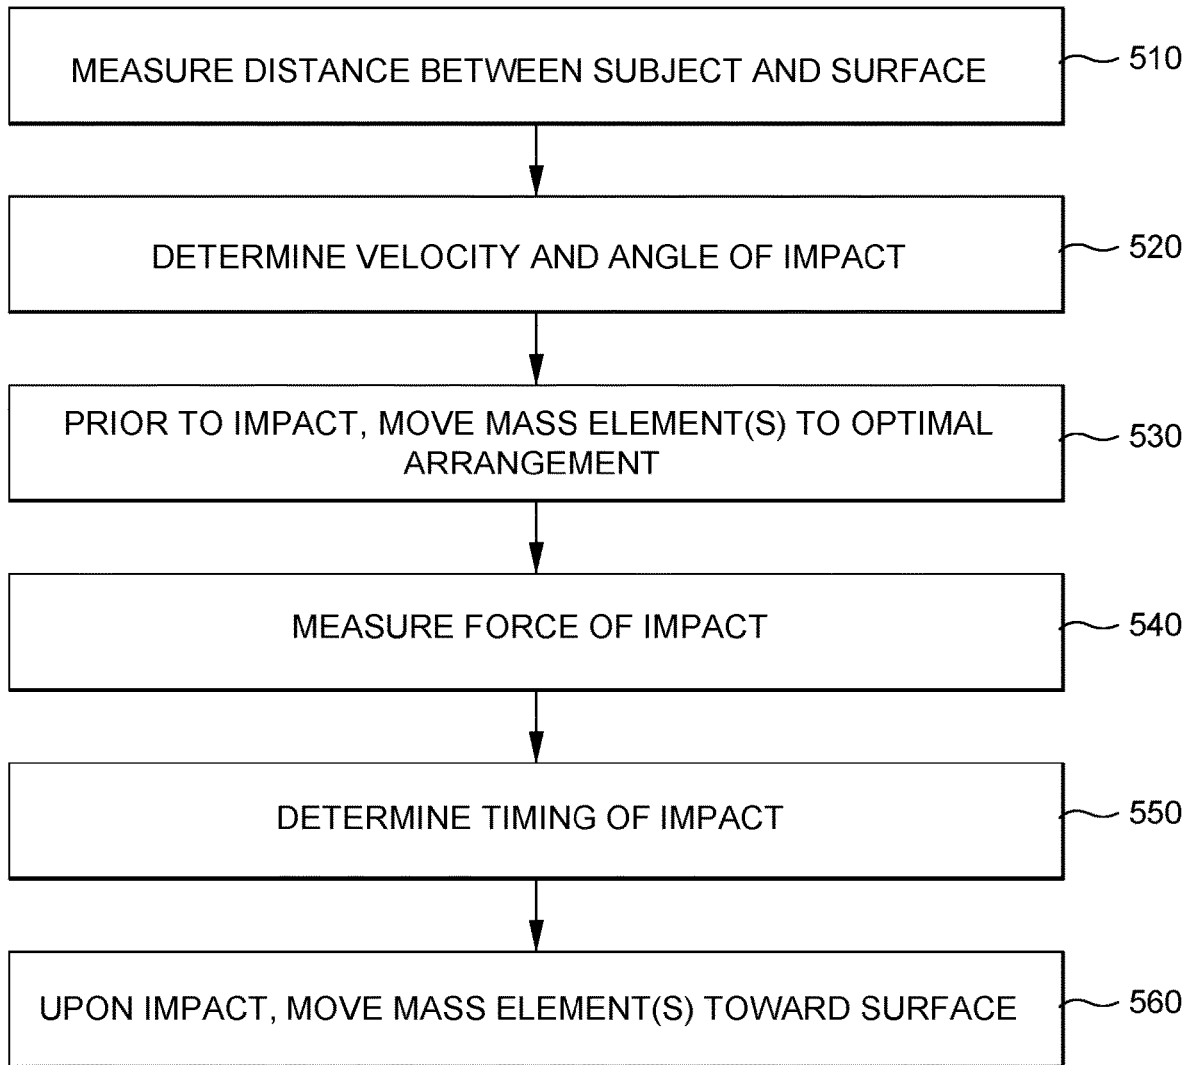 MEASURE DISTANCE BETWEEN SUBJECT AND SURFACE
510
DETERMINE VELOCITY AND ANGLE OF IMPACT
520
PRIOR TO IMPACT, MOVE MASS ELEMENT(S) TO OPTIMAL
ARRANGEMENT
530
MEASURE FORCE OF IMPACT
540
DETERMINE TIMING OF IMPACT
550
UPON IMPACT, MOVE MASS ELEMENT(S) TOWARD SURFACE
560